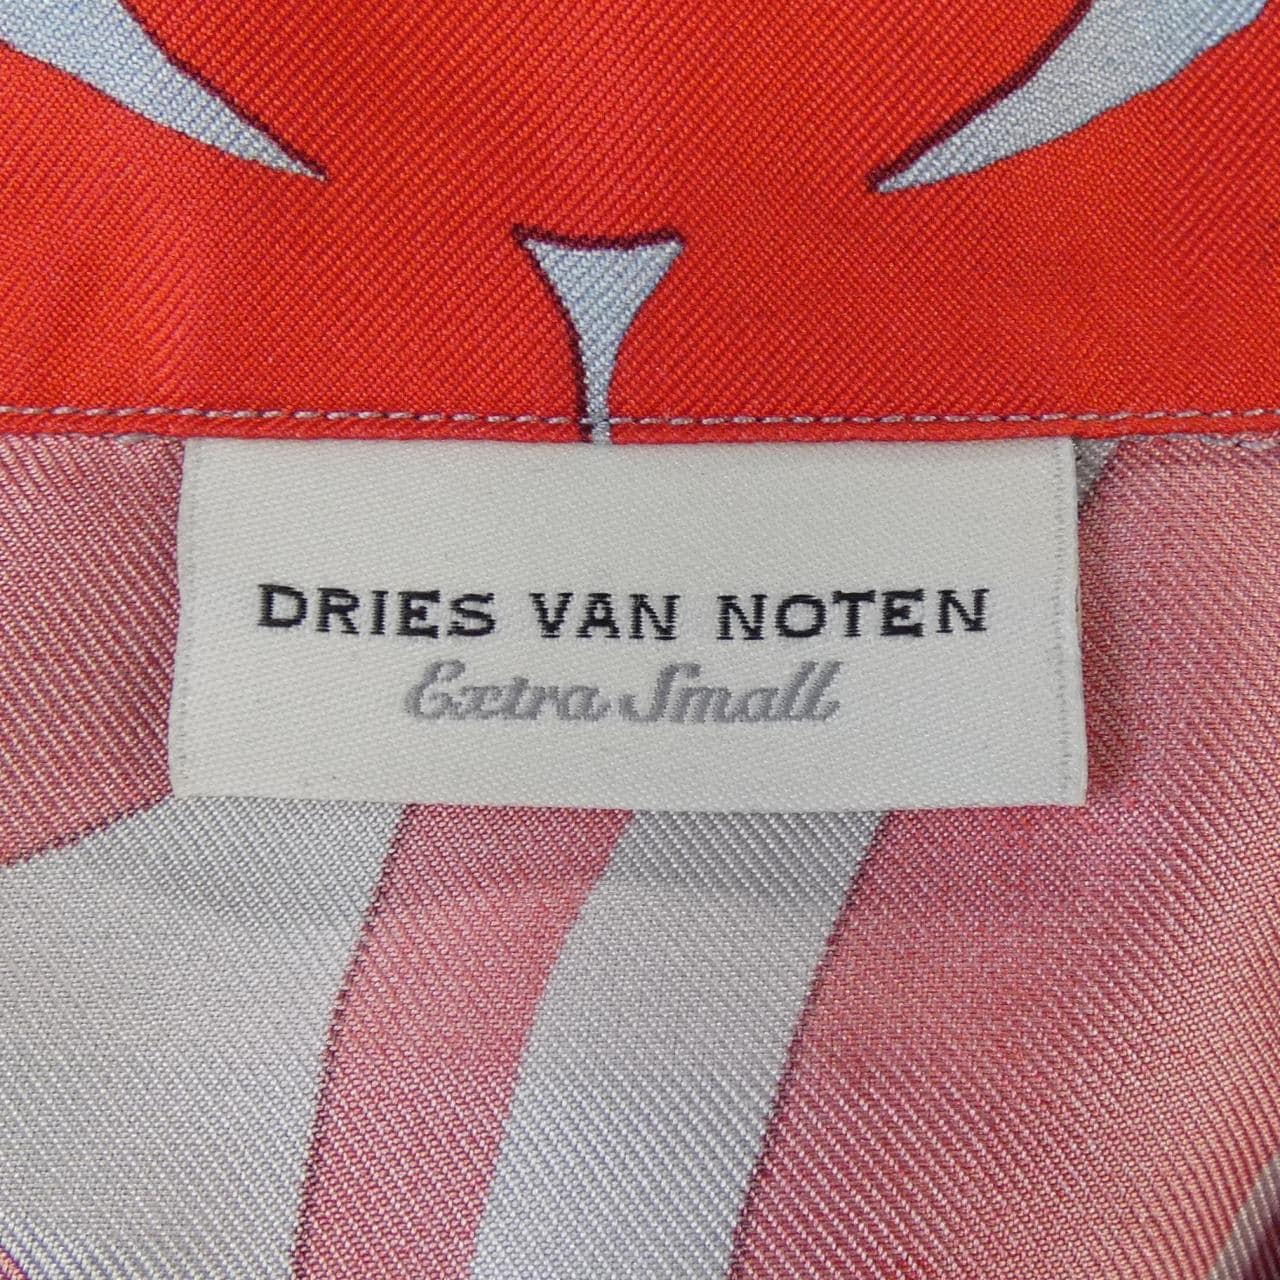 DRIES VAN NOTEN
Extra Small